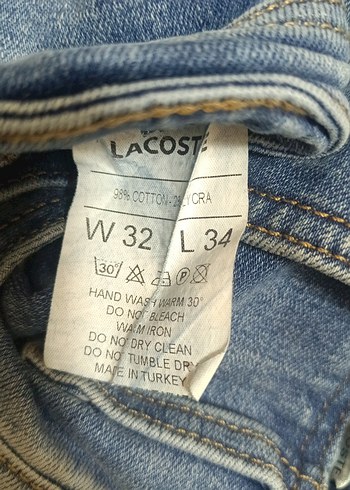 LACOSTE
98% COTTON-2% LYCRA
W 32 L 34
30° P
HAND WASH WARM 30°
DO NOT BLEACH
WARM IRON
DO NOT DRY CLEAN
DO NOT TUMBLE DRY
MADE IN TURKEY